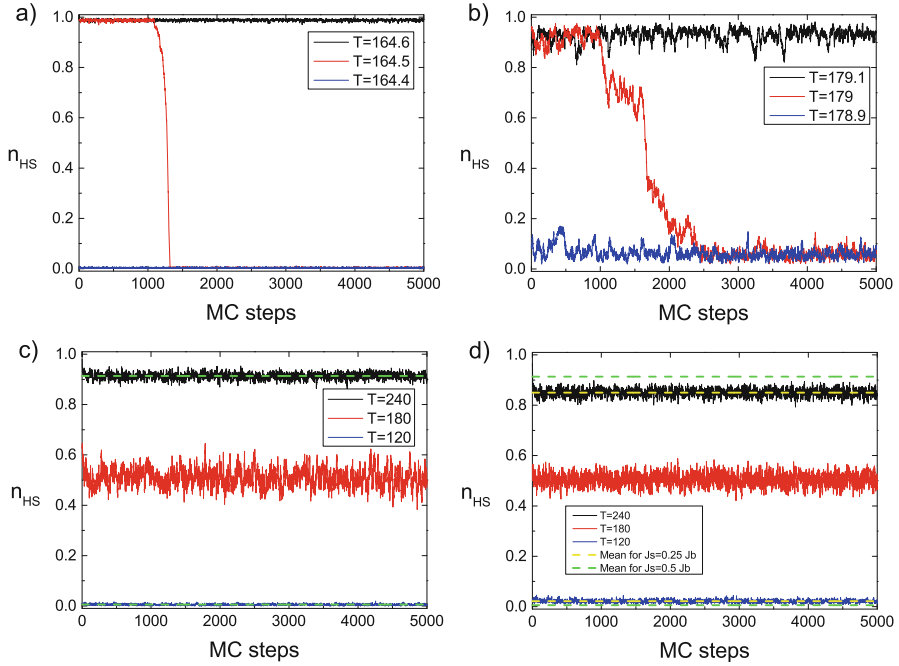 a)
1.0
0.8
0.6
0.4
0.2
0.0
n_HS
T=164.6
T=164.5
T=164.4
0 1000 2000 3000 4000 5000
MC steps
b)
1.0
0.8
0.6
0.4
0.2
0.0
n_HS
T=179.1
T=179
T=178.9
0 1000 2000 3000 4000 5000
MC steps
c)
1.0
0.8
0.6
0.4
0.2
0.0
n_HS
T=240
T=180
T=120
0 1000 2000 3000 4000 5000
MC steps
d)
1.0
0.8
0.6
0.4
0.2
0.0
n_HS
T=240
T=180
T=120
Mean for Js=0.25 Jb
Mean for Js=0.5 Jb
0 1000 2000 3000 4000 5000
MC steps